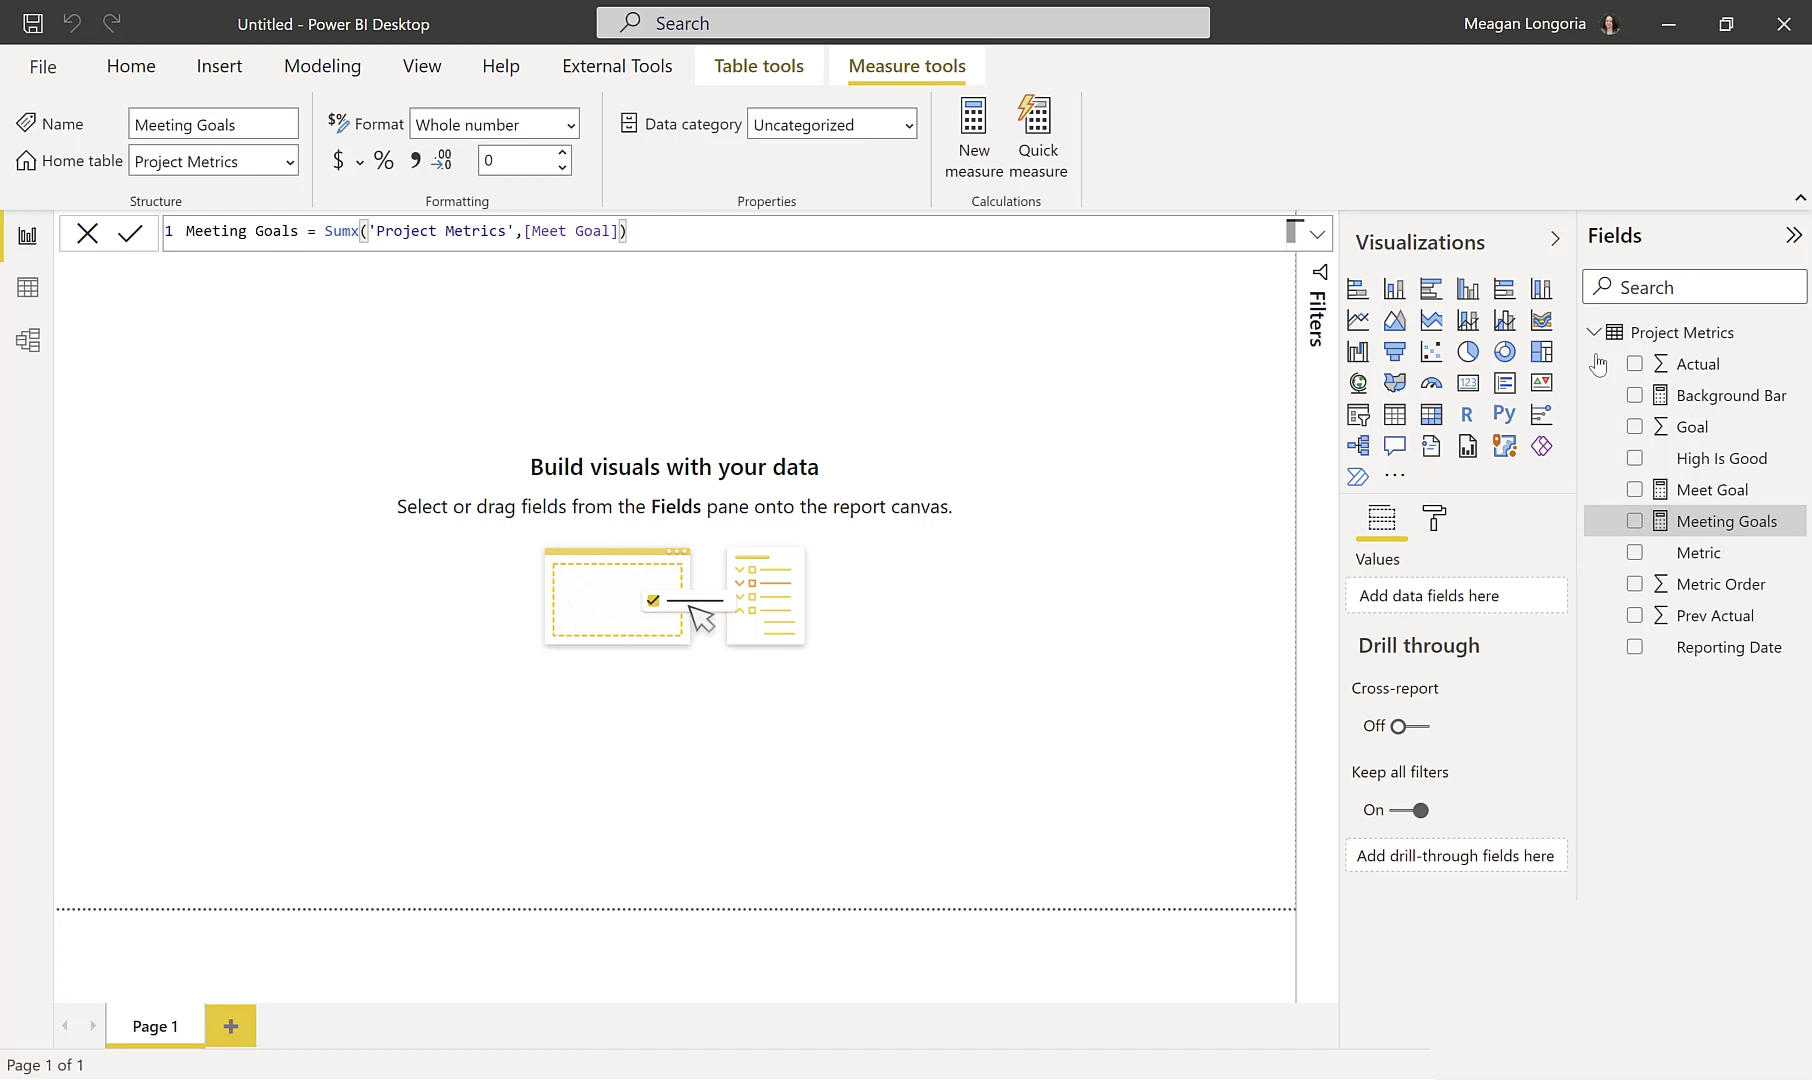 Untitled - Power BI Desktop
Search
Meagan Longoria
File
Home
Insert
Modeling
View
Help
External Tools
Table tools
Measure tools
Name
Meeting Goals
Home table
Project Metrics
Structure
$% Format
Whole number
$ % , .00
0
Formatting
Data category
Uncategorized
Properties
New
measure
Quick
measure
Calculations
1 Meeting Goals = Sumx('Project Metrics',[Meet Goal])
Build visuals with your data
Select or drag fields from the Fields pane onto the report canvas.
Filters
Visualizations
123
R
Py
...
Values
Add data fields here
Drill through
Cross-report
Off
Keep all filters
On
Add drill-through fields here
Fields
Search
Project Metrics
Actual
Background Bar
Goal
High Is Good
Meet Goal
Meeting Goals
Metric
Metric Order
Prev Actual
Reporting Date
Page 1
Page 1 of 1